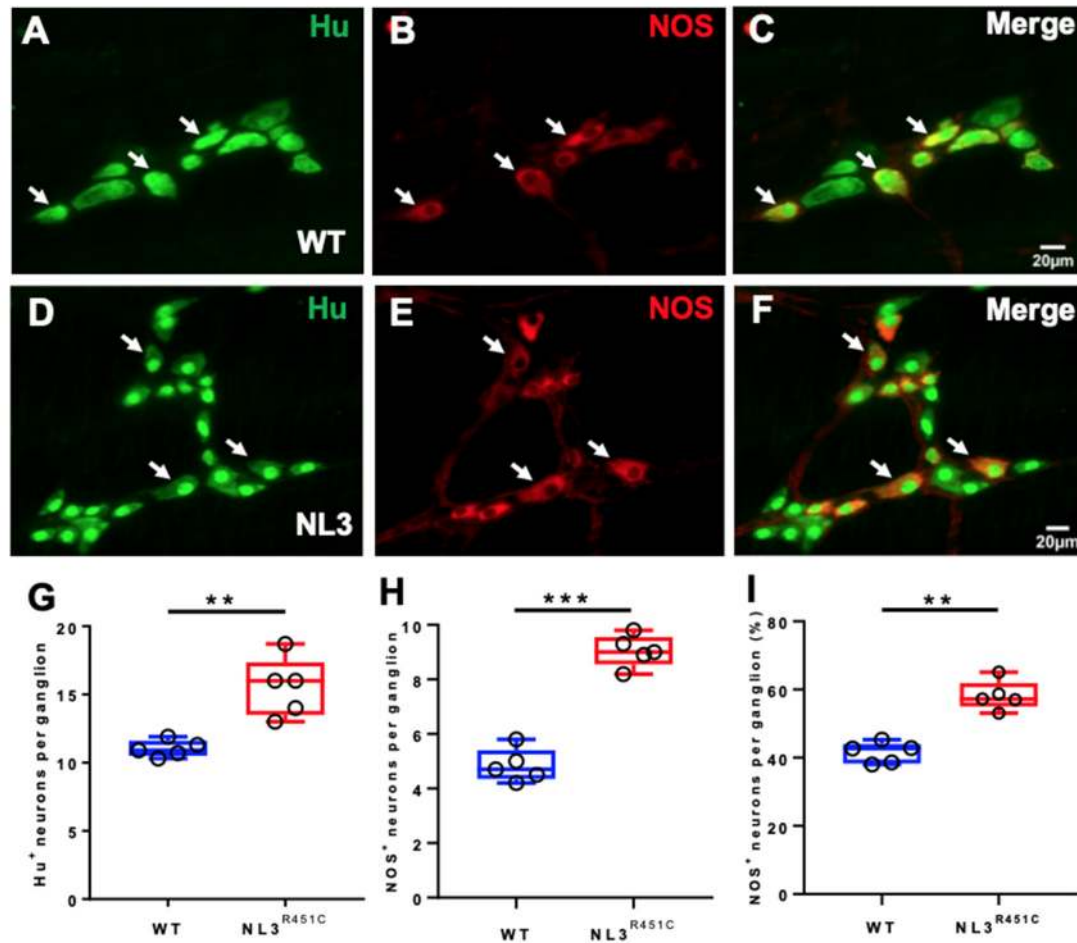 A Hu
WT
B NOS
C Merge
20µm
D Hu
NL3
E NOS
F Merge
20µm
G
**
Hu+ neurons per ganglion
20
15
10
5
0
WT NL3R451C
H
***
NOS+ neurons per ganglion
10
8
6
4
2
0
WT NL3R451C
I
**
NOS+ neurons per ganglion (%)
80
60
40
20
0
WT NL3R451C